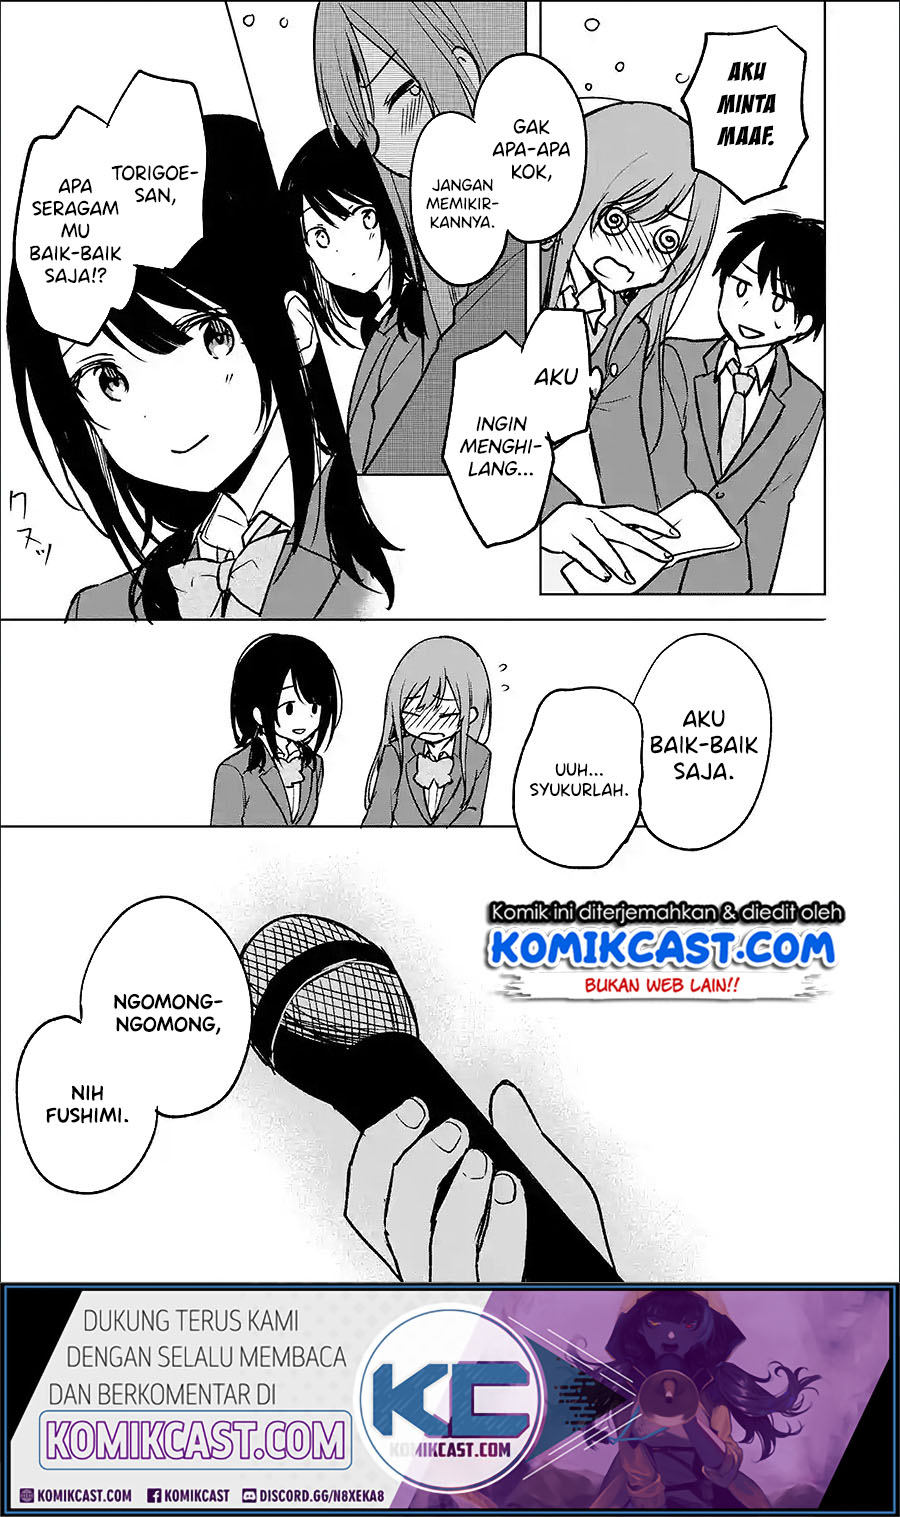 AKU
MINTA
MAAF.
GAK
APA-APA
KOK,
JANGAN
MEMIKIR-
KANNYA.
AKU
INGIN
MENGHI-
LANG...
TORIGOE-
SAN,
APA
SERAGAM
MU
BAIK-BAIK
SAJA!?
クスッ
AKU
BAIK-BAIK
SAJA.
UUH...
SYUKURLAH.
Komik ini diterjemahkan & diedit oleh
KOMIKCAST.COM
BUKAN WEB LAIN!!
NGOMONG-
NGOMONG,
NIH
FUSHIMI.
DUKUNG TERUS KAMI
DENGAN SELALU MEMBACA
DAN BERKOMENTAR DI
KOMIKCAST.COM
KC
KOMIKCAST.COM
KOMIKCAST.COM
KOMIKCAST
DISCORD.GG/N8XEKA8